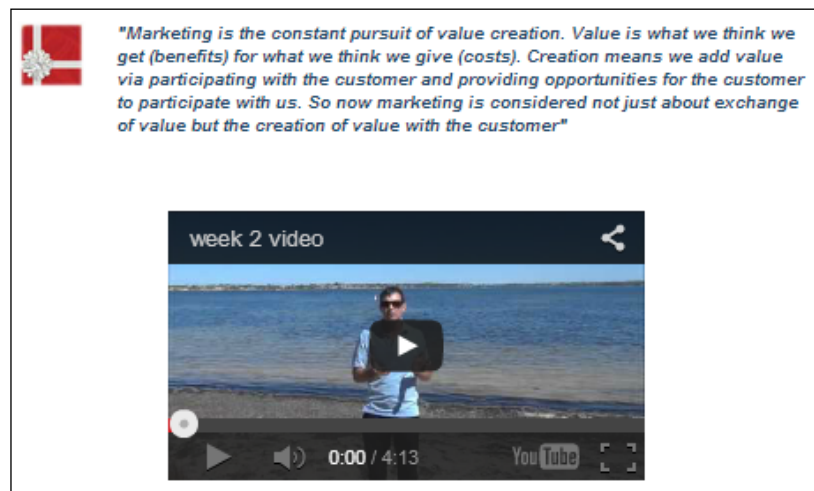 "Marketing is the constant pursuit of value creation. Value is what we think we
get (benefits) for what we think we give (costs). Creation means we add value
via participating with the customer and providing opportunities for the customer
to participate with us. So now marketing is considered not just about exchange
of value but the creation of value with the customer"
week 2 video
0:00 / 4:13
YouTube